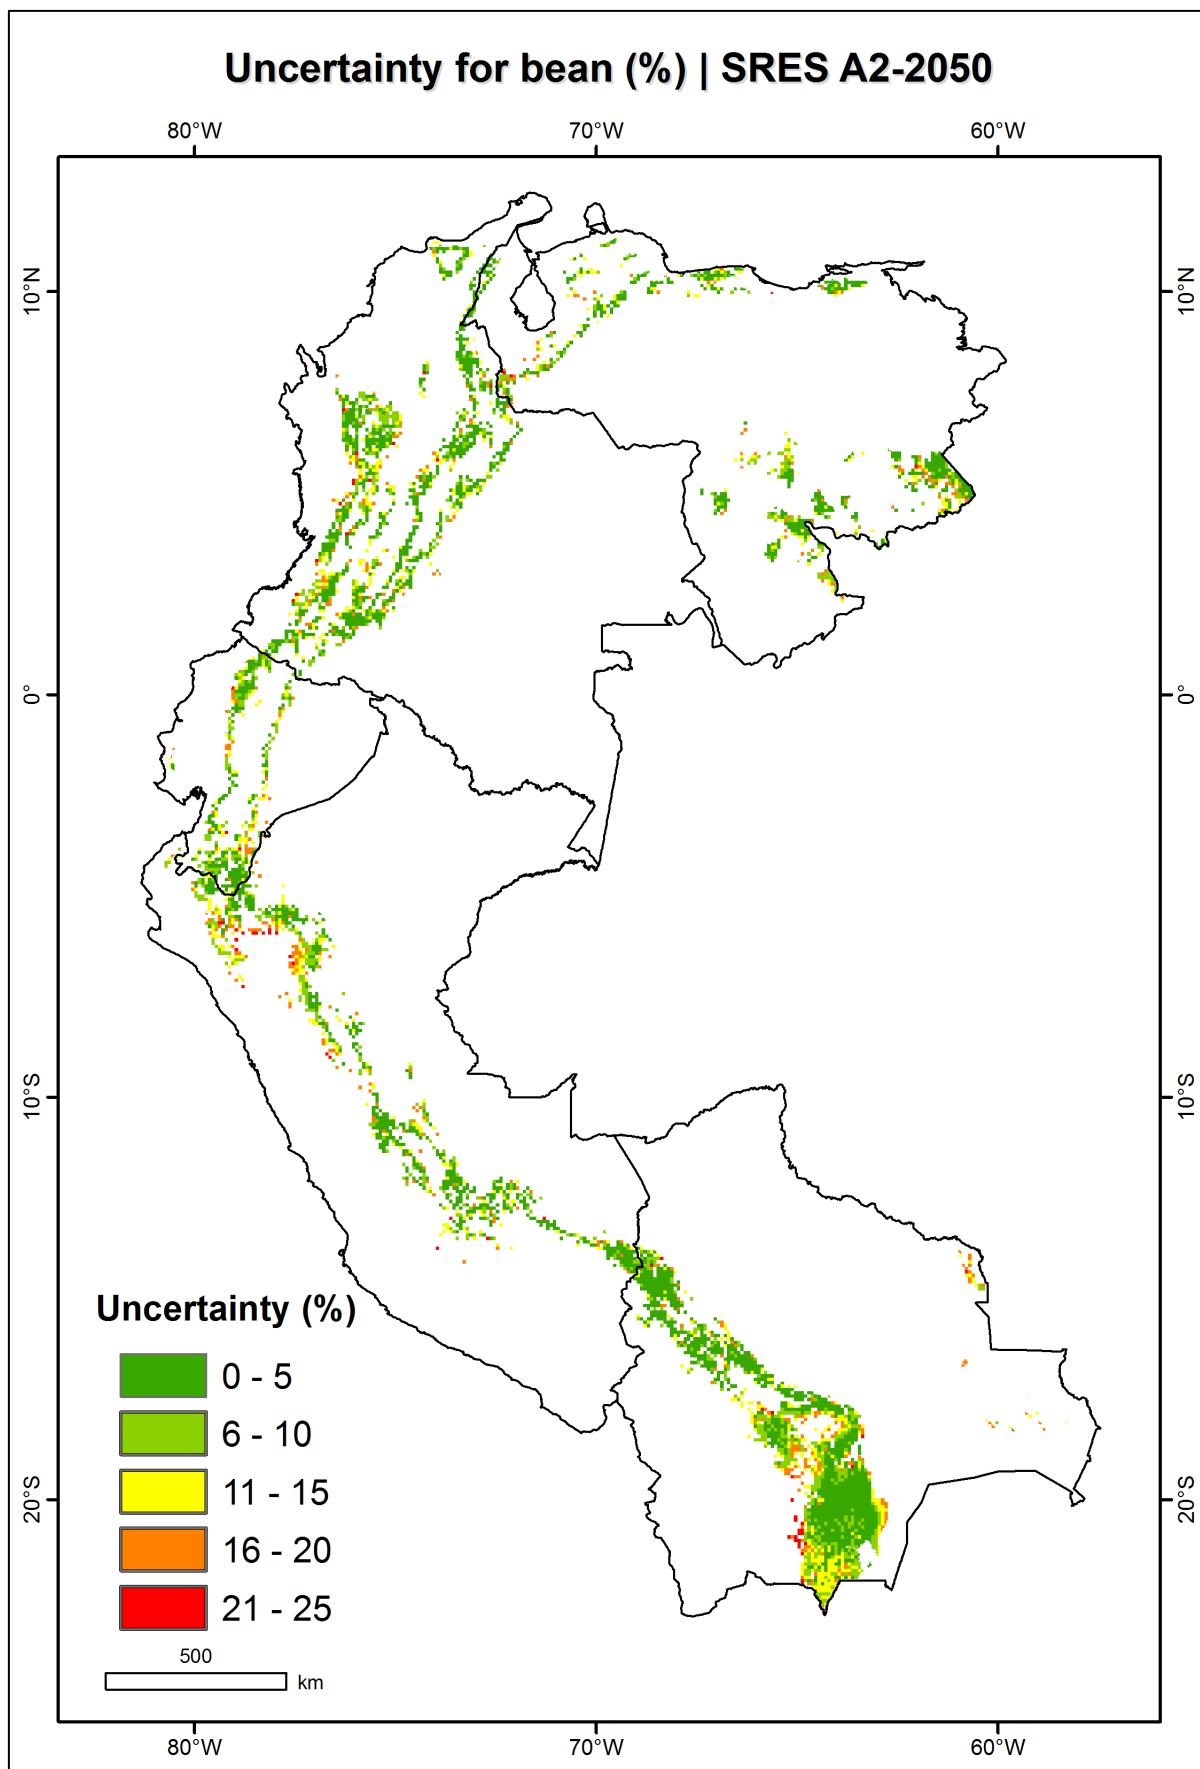 Uncertainty for bean (%) | SRES A2-2050
80°W 70°W 60°W
10°N 10°N
0° 0°
10°S 10°S
20°S 20°S
Uncertainty (%)
0 - 5
6 - 10
11 - 15
16 - 20
21 - 25
500
km
80°W 70°W 60°W